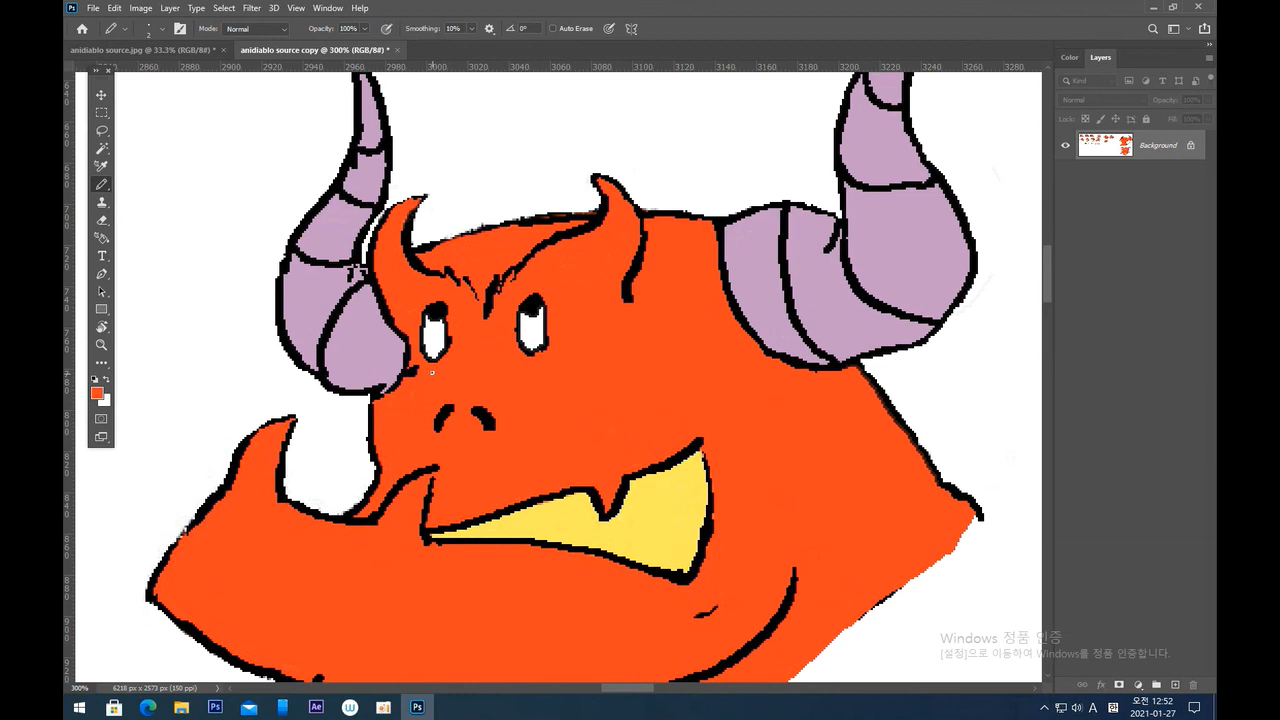 File Edit Image Layer Type Select Filter 3D View Window Help
Mode: Normal Opacity: 100% Smoothing: 10% 0° Auto Erase
anidiablo source.jpg @ 33.3% (RGB/8#) * × anidiablo source copy @ 300% (RGB/8#) * ×
2860 2880 2900 2920 2940 2960 2980 3000 3020 3040 3060 3080 3100 3120 3140 3160 3180 3200 3220 3240 3260 3280
Color Layers
Kind
Normal Opacity: 100%
Lock: Fill: 100%
Background
Windows 정품 인증
[설정]으로 이동하여 Windows를 정품 인증합니다.
300% 6218 px x 2573 px (150 ppi)
오전 12:52
2021-01-27